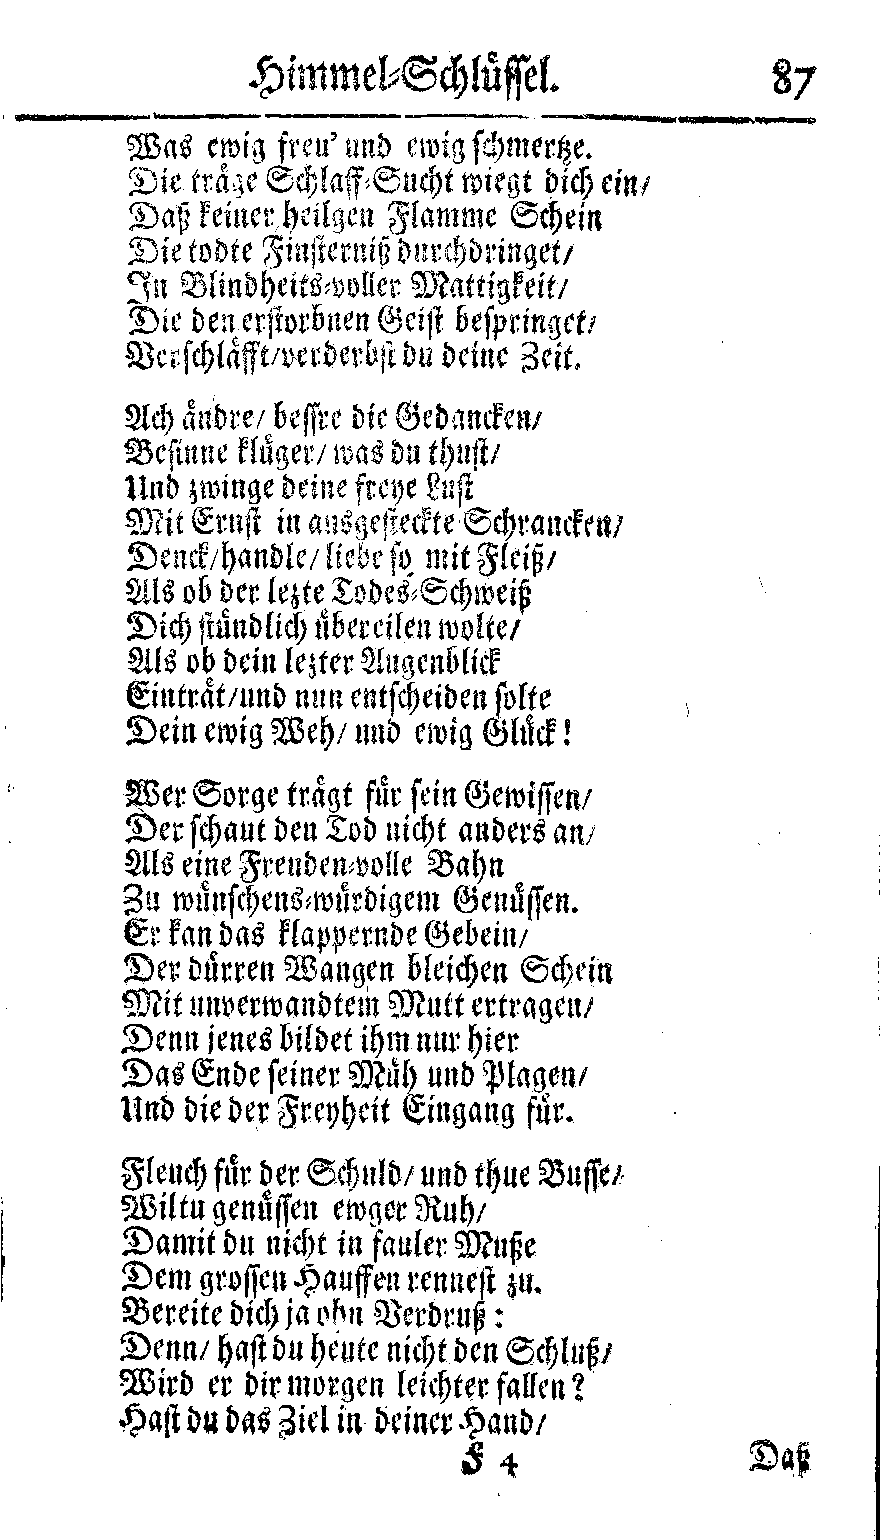 Himmel-Schlüssel. 87
Was ewig freu' und ewig schmertze.
Die träge Schlaff-Sucht wiegt dich ein/
Daß keiner heilgen Flamme Schein
Die todte Finsterniß durchdringet/
In Blindheits-voller Mattigkeit/
Die den erstorbnen Geist bespringet/
Verschläfft/verderbst du deine Zeit.
Ach ändre/ bessre die Gedancken/
Besinne klüger/ was du thust/
Und zwinge deine freye Lust
Mit Ernst in ausgesteckte Schrancken/
Denck/handle/ liebe so mit Fleiß/
Als ob der lezte Todes-Schweiß
Dich stündlich übereilen wolte/
Als ob dein lezter Augenblick
Einträt/und nun entscheiden solte
Dein ewig Weh/ und ewig Glück!
Wer Sorge trägt für sein Gewissen/
Der schaut den Tod nicht anders an/
Als eine Freuden-volle Bahn
Zu wünschens-würdigem Genüssen.
Er kan das klappernde Gebein/
Der dürren Wangen bleichen Schein
Mit unverwandtem Mutt ertragen/
Denn jenes bildet ihm nur hier
Das Ende seiner Müh und Plagen/
Und die der Freyheit Eingang für.
Fleuch für der Schuld/ und thue Busse/
Wiltu genüssen ewger Ruh/
Damit du nicht in fauler Muße
Dem grossen Hauffen rennest zu.
Bereite dich ja ohn Verdruß:
Denn/ hast du heute nicht den Schluß/
Wird er dir morgen leichter fallen?
Hast du das Ziel in deiner Hand/
F 4 Daß